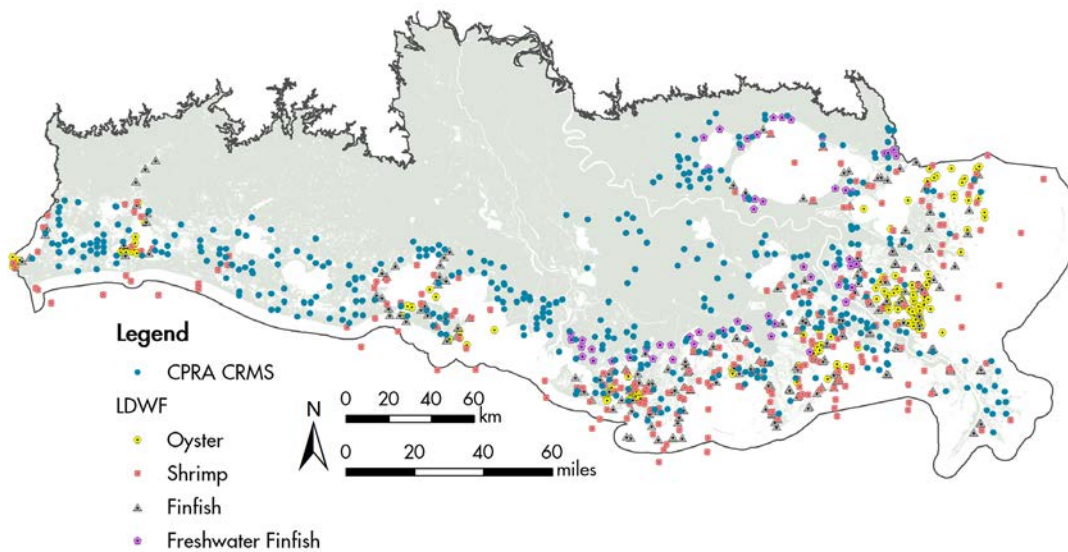 Legend
CPRA CRMS
LDWF
Oyster
Shrimp
Finfish
Freshwater Finfish
N
0 20 40 60
km
0 20 40 60
miles